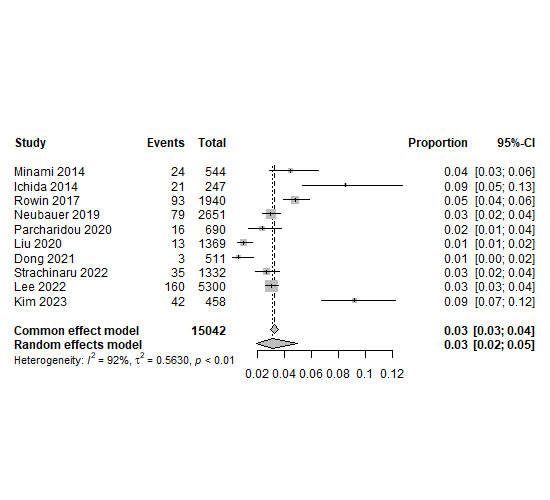 Study Events Total Proportion 95%-CI
Minami 2014 24 544 0.04 [0.03; 0.06]
Ichida 2014 21 247 0.09 [0.05; 0.13]
Rowin 2017 93 1940 0.05 [0.04; 0.06]
Neubauer 2019 79 2651 0.03 [0.02; 0.04]
Parcharidou 2020 16 690 0.02 [0.01; 0.04]
Liu 2020 13 1369 0.01 [0.01; 0.02]
Dong 2021 3 511 0.01 [0.00; 0.02]
Strachinaru 2022 35 1332 0.03 [0.02; 0.04]
Lee 2022 160 5300 0.03 [0.03; 0.04]
Kim 2023 42 458 0.09 [0.07; 0.12]
Common effect model 15042 0.03 [0.03; 0.04]
Random effects model 0.03 [0.02; 0.05]
Heterogeneity: I² = 92%, τ² = 0.5630, p < 0.01
0.02 0.04 0.06 0.08 0.1 0.12